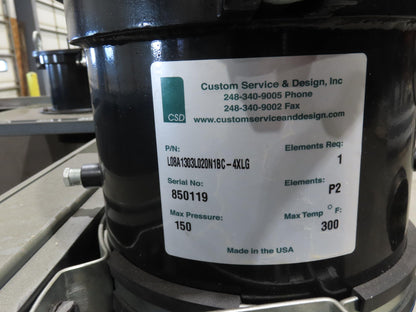 CSD
Custom Service & Design, Inc
248-340-9005 Phone
248-340-9002 Fax
www.customserviceanddesign.com
P/N:
L08A1303L020N1BC-4XLG
Elements Req:
1
Serial No:
850119
Elements:
P2
Max Pressure:
150
Max Temp °F:
300
Made in the USA